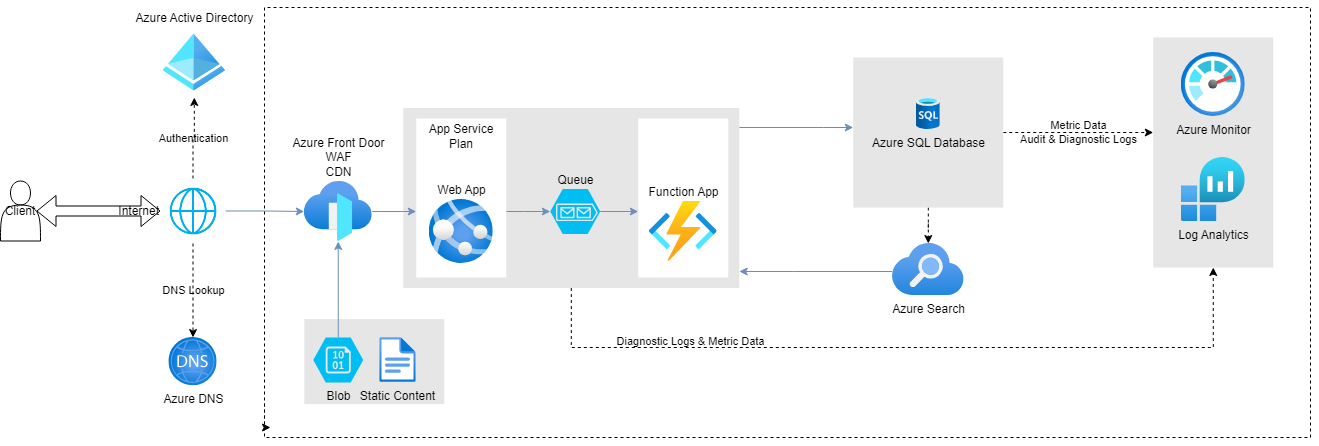 Azure Active Directory
Authentication
Client
Internet
DNS Lookup
DNS
Azure DNS
Azure Front Door
WAF
CDN
Blob
10
01
Static Content
App Service
Plan
Web App
Queue
Function App
SQL
Azure SQL Database
Azure Search
Metric Data
Audit & Diagnostic Logs
Diagnostic Logs & Metric Data
Azure Monitor
Log Analytics